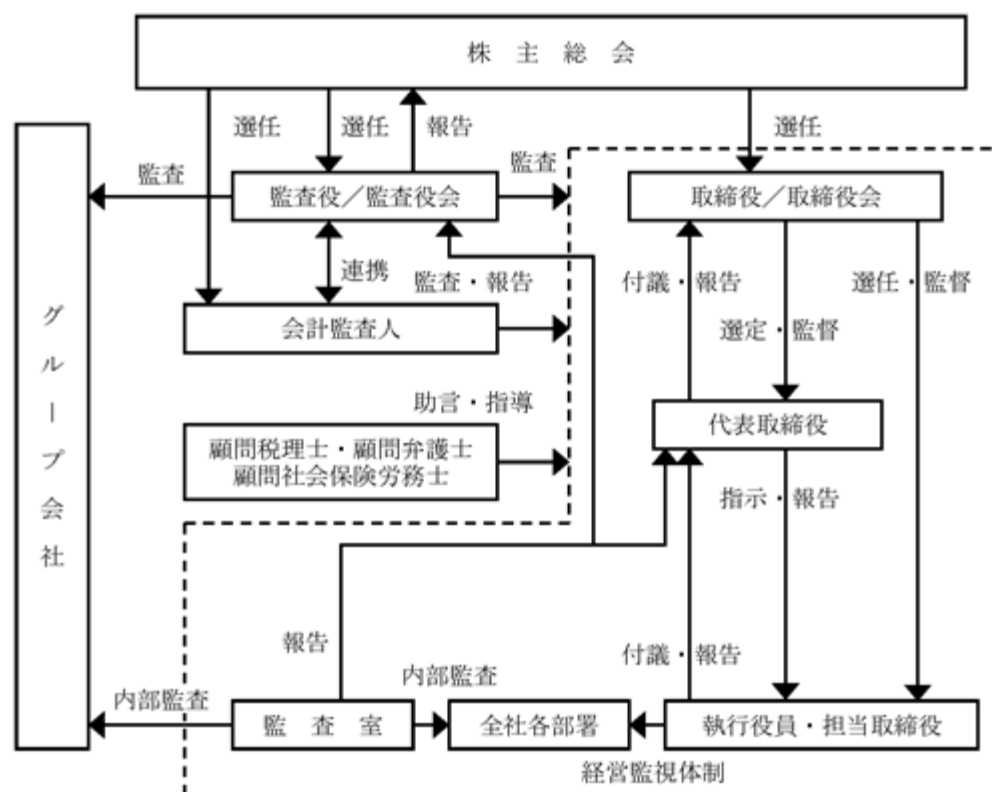 株主総会
選任
選任
報告
選任
監査
監査
監査役／監査役会
取締役／取締役会
連携
監査・報告
付議・報告
選任・監督
会計監査人
選定・監督
グループ会社
助言・指導
顧問税理士・顧問弁護士
顧問社会保険労務士
代表取締役
指示・報告
報告
付議・報告
内部監査
内部監査
監査室
全社各部署
執行役員・担当取締役
経営監視体制